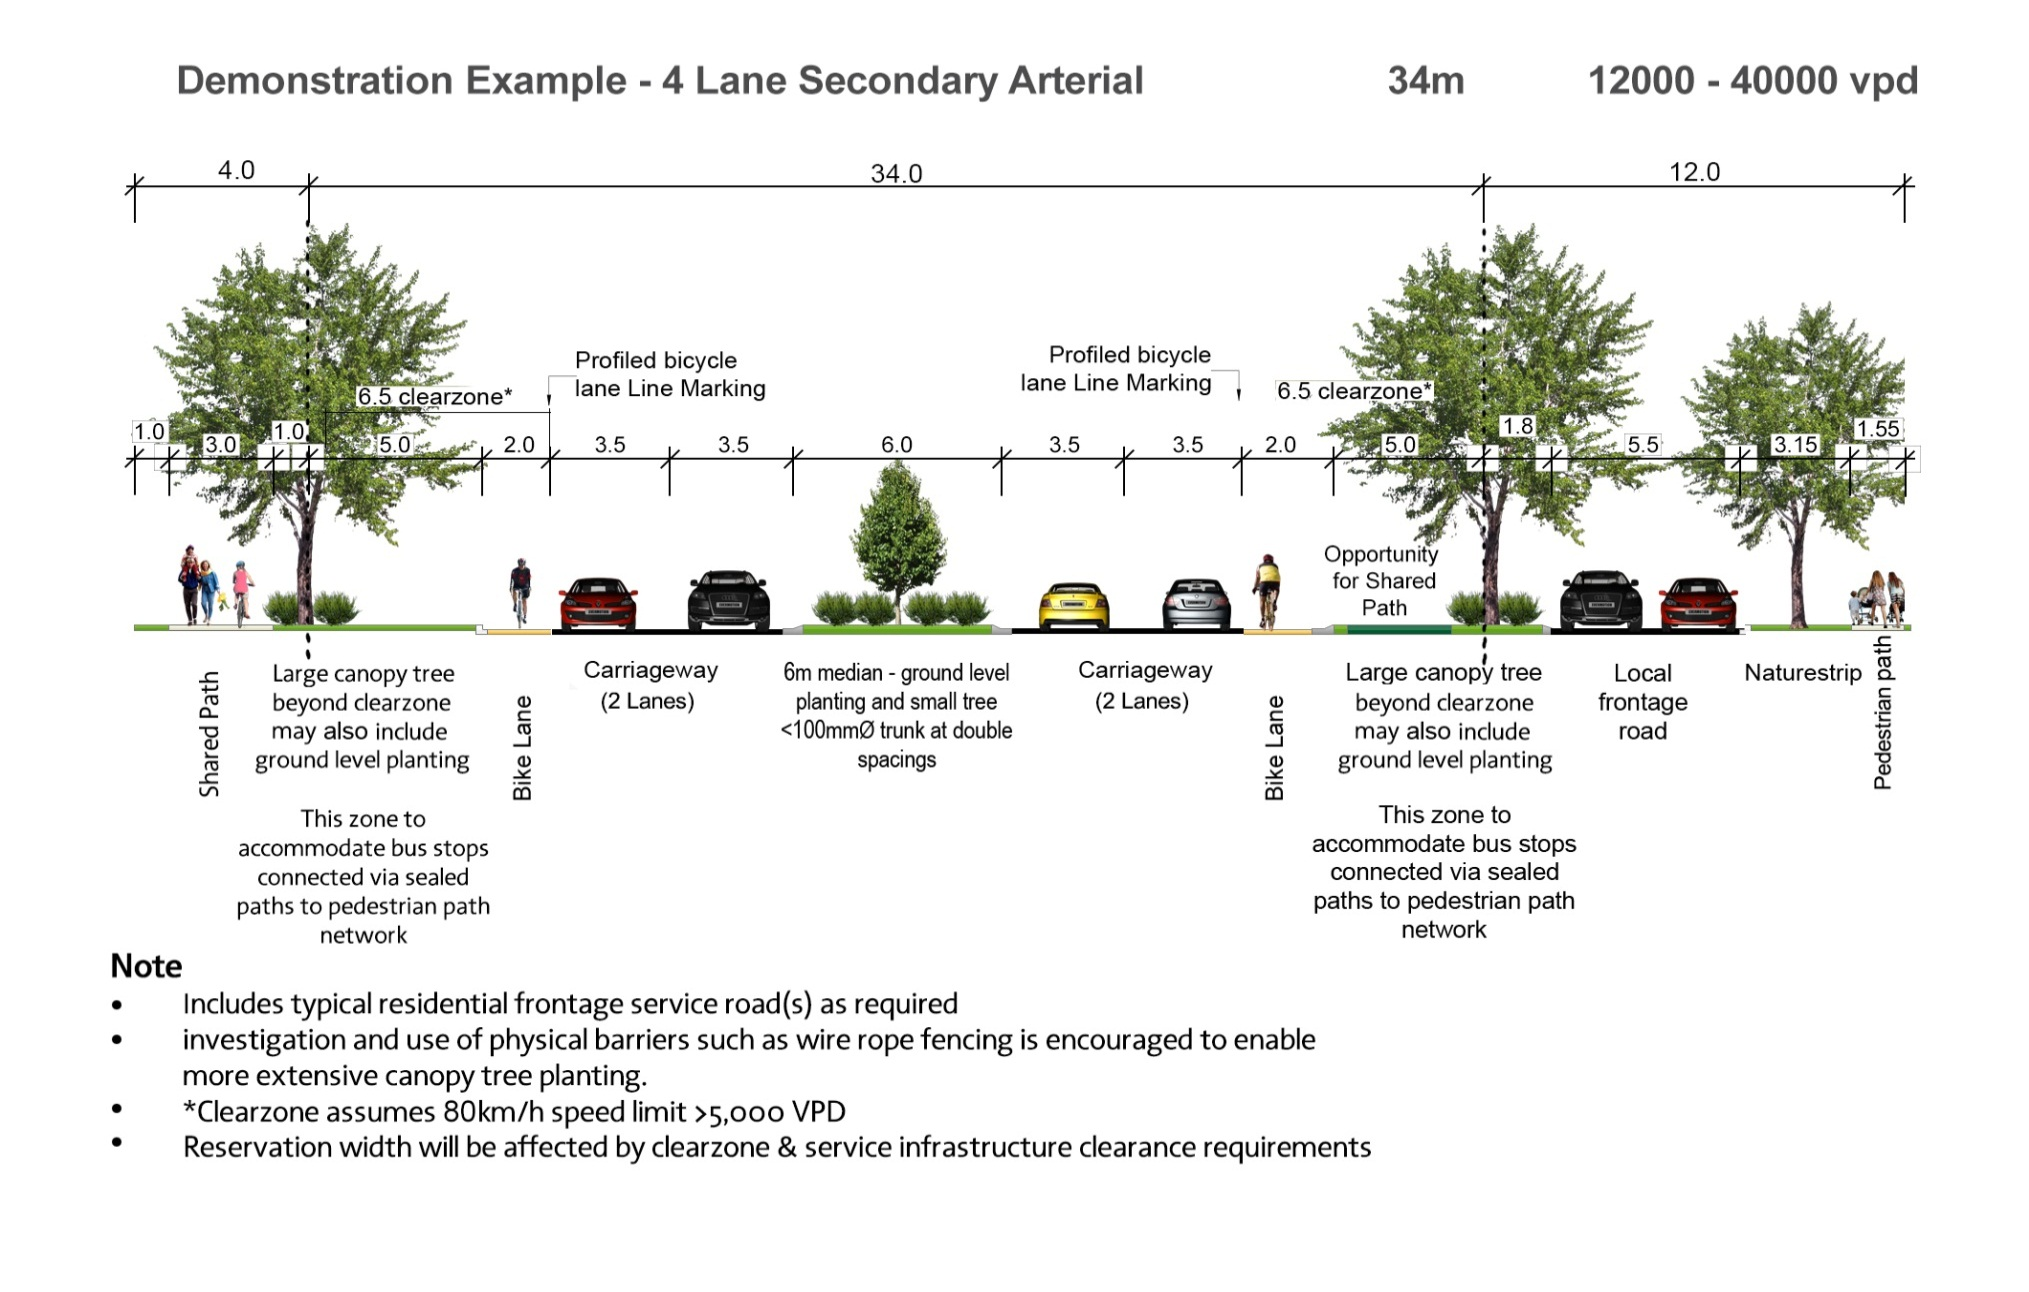 Demonstration Example - 4 Lane Secondary Arterial 34m 12000 - 40000 vpd
4.0 34.0 12.0
Profiled bicycle
lane Line Marking
Profiled bicycle
lane Line Marking
6.5 clearzone*
6.5 clearzone*
1.0 3.0 1.0 5.0 2.0 3.5 3.5 6.0 3.5 3.5 2.0 5.0 1.8 5.5 3.15 1.55
Opportunity
for Shared
Path
Shared Path
Large canopy tree
beyond clearzone
may also include
ground level planting
This zone to
accommodate bus stops
connected via sealed
paths to pedestrian path
network
Bike Lane
Carriageway
(2 Lanes)
6m median - ground level
planting and small tree
<100mmØ trunk at double
spacings
Carriageway
(2 Lanes)
Bike Lane
Large canopy tree
beyond clearzone
may also include
ground level planting
This zone to
accommodate bus stops
connected via sealed
paths to pedestrian path
network
Local
frontage
road
Naturestrip
Pedestrian path
Note
• Includes typical residential frontage service road(s) as required
• investigation and use of physical barriers such as wire rope fencing is encouraged to enable
more extensive canopy tree planting.
• *Clearzone assumes 80km/h speed limit >5,000 VPD
• Reservation width will be affected by clearzone & service infrastructure clearance requirements